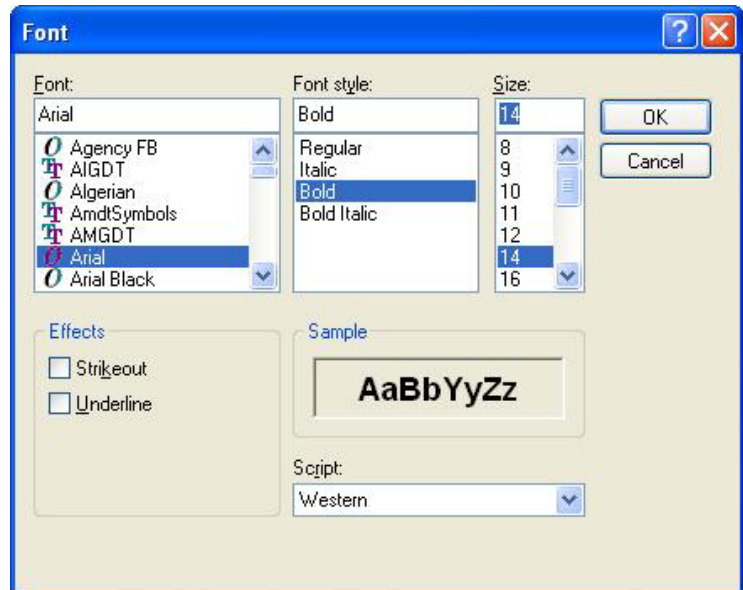 Font
Font:
Arial
Agency FB
AIGDT
Algerian
AmdtSymbols
AMGDT
Arial
Arial Black
Font style:
Bold
Regular
Italic
Bold
Bold Italic
Size:
14
8
9
10
11
12
14
16
OK
Cancel
Effects
Strikeout
Underline
Sample
AaBbYyZz
Script:
Western